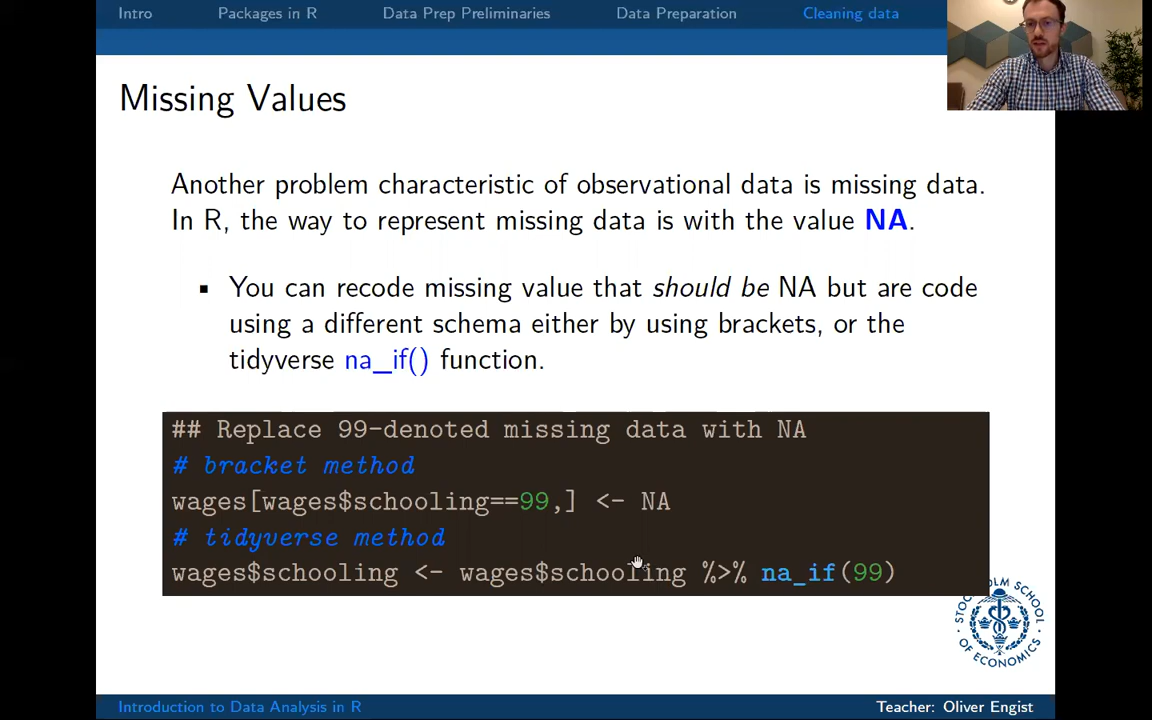 Intro Packages in R Data Prep Preliminaries Data Preparation Cleaning data
Missing Values
Another problem characteristic of observational data is missing data.
In R, the way to represent missing data is with the value NA.
▪ You can recode missing value that should be NA but are code
using a different schema either by using brackets, or the
tidyverse na_if() function.
## Replace 99-denoted missing data with NA
# bracket method
wages[wages$schooling==99,] <- NA
# tidyverse method
wages$schooling <- wages$schooling %>% na_if(99)
STOCKHOLM SCHOOL
OF ECONOMICS
Introduction to Data Analysis in R Teacher: Oliver Engist